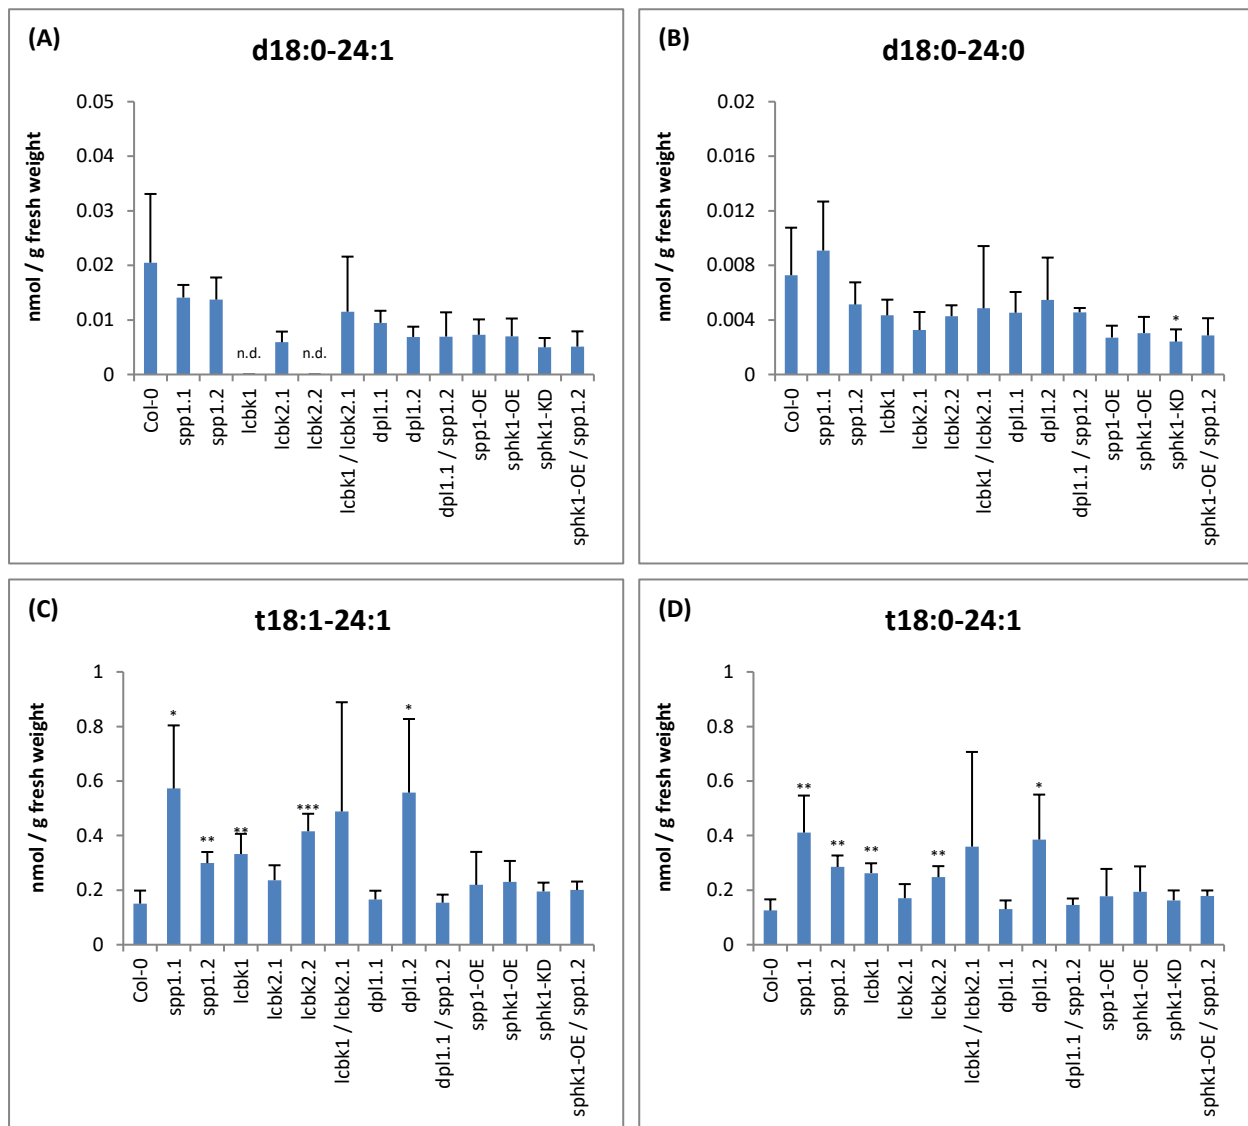 (A)
d18:0-24:1
nmol / g fresh weight
0.05
0.04
0.03
0.02
0.01
0
n.d.
n.d.
Col-0
spp1.1
spp1.2
lcbk1
lcbk2.1
lcbk2.2
lcbk1 / lcbk2.1
dpl1.1
dpl1.2
dpl1.1 / spp1.2
spp1-OE
sphk1-OE
sphk1-KD
sphk1-OE / spp1.2
(B)
d18:0-24:0
nmol / g fresh weight
0.02
0.016
0.012
0.008
0.004
0
*
Col-0
spp1.1
spp1.2
lcbk1
lcbk2.1
lcbk2.2
lcbk1 / lcbk2.1
dpl1.1
dpl1.2
dpl1.1 / spp1.2
spp1-OE
sphk1-OE
sphk1-KD
sphk1-OE / spp1.2
(C)
t18:1-24:1
nmol / g fresh weight
1
0.8
0.6
0.4
0.2
0
*
**
**
***
*
Col-0
spp1.1
spp1.2
lcbk1
lcbk2.1
lcbk2.2
lcbk1 / lcbk2.1
dpl1.1
dpl1.2
dpl1.1 / spp1.2
spp1-OE
sphk1-OE
sphk1-KD
sphk1-OE / spp1.2
(D)
t18:0-24:1
nmol / g fresh weight
1
0.8
0.6
0.4
0.2
0
**
**
**
**
*
Col-0
spp1.1
spp1.2
lcbk1
lcbk2.1
lcbk2.2
lcbk1 / lcbk2.1
dpl1.1
dpl1.2
dpl1.1 / spp1.2
spp1-OE
sphk1-OE
sphk1-KD
sphk1-OE / spp1.2